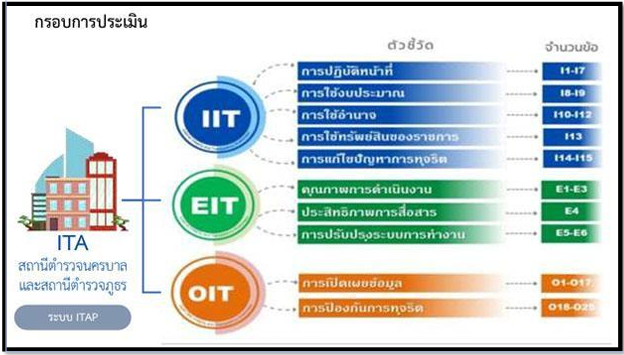 กรอบการประเมิน
ตัวชี้วัด
จำนวนข้อ
IIT
การปฏิบัติหน้าที่
I1-I7
การใช้งบประมาณ
I8-I9
การใช้อำนาจ
I10-I12
การใช้ทรัพย์สินของราชการ
I13
การแก้ไขปัญหาการทุจริต
I14-I15
EIT
คุณภาพการดำเนินงาน
E1-E3
ประสิทธิภาพการสื่อสาร
E4
การปรับปรุงระบบการทำงาน
E5-E6
OIT
การเปิดเผยข้อมูล
O1-O17
การป้องกันการทุจริต
O18-O25
ITA
สถานีตำรวจนครบาล
และสถานีตำรวจภูธร
ระบบ ITAP